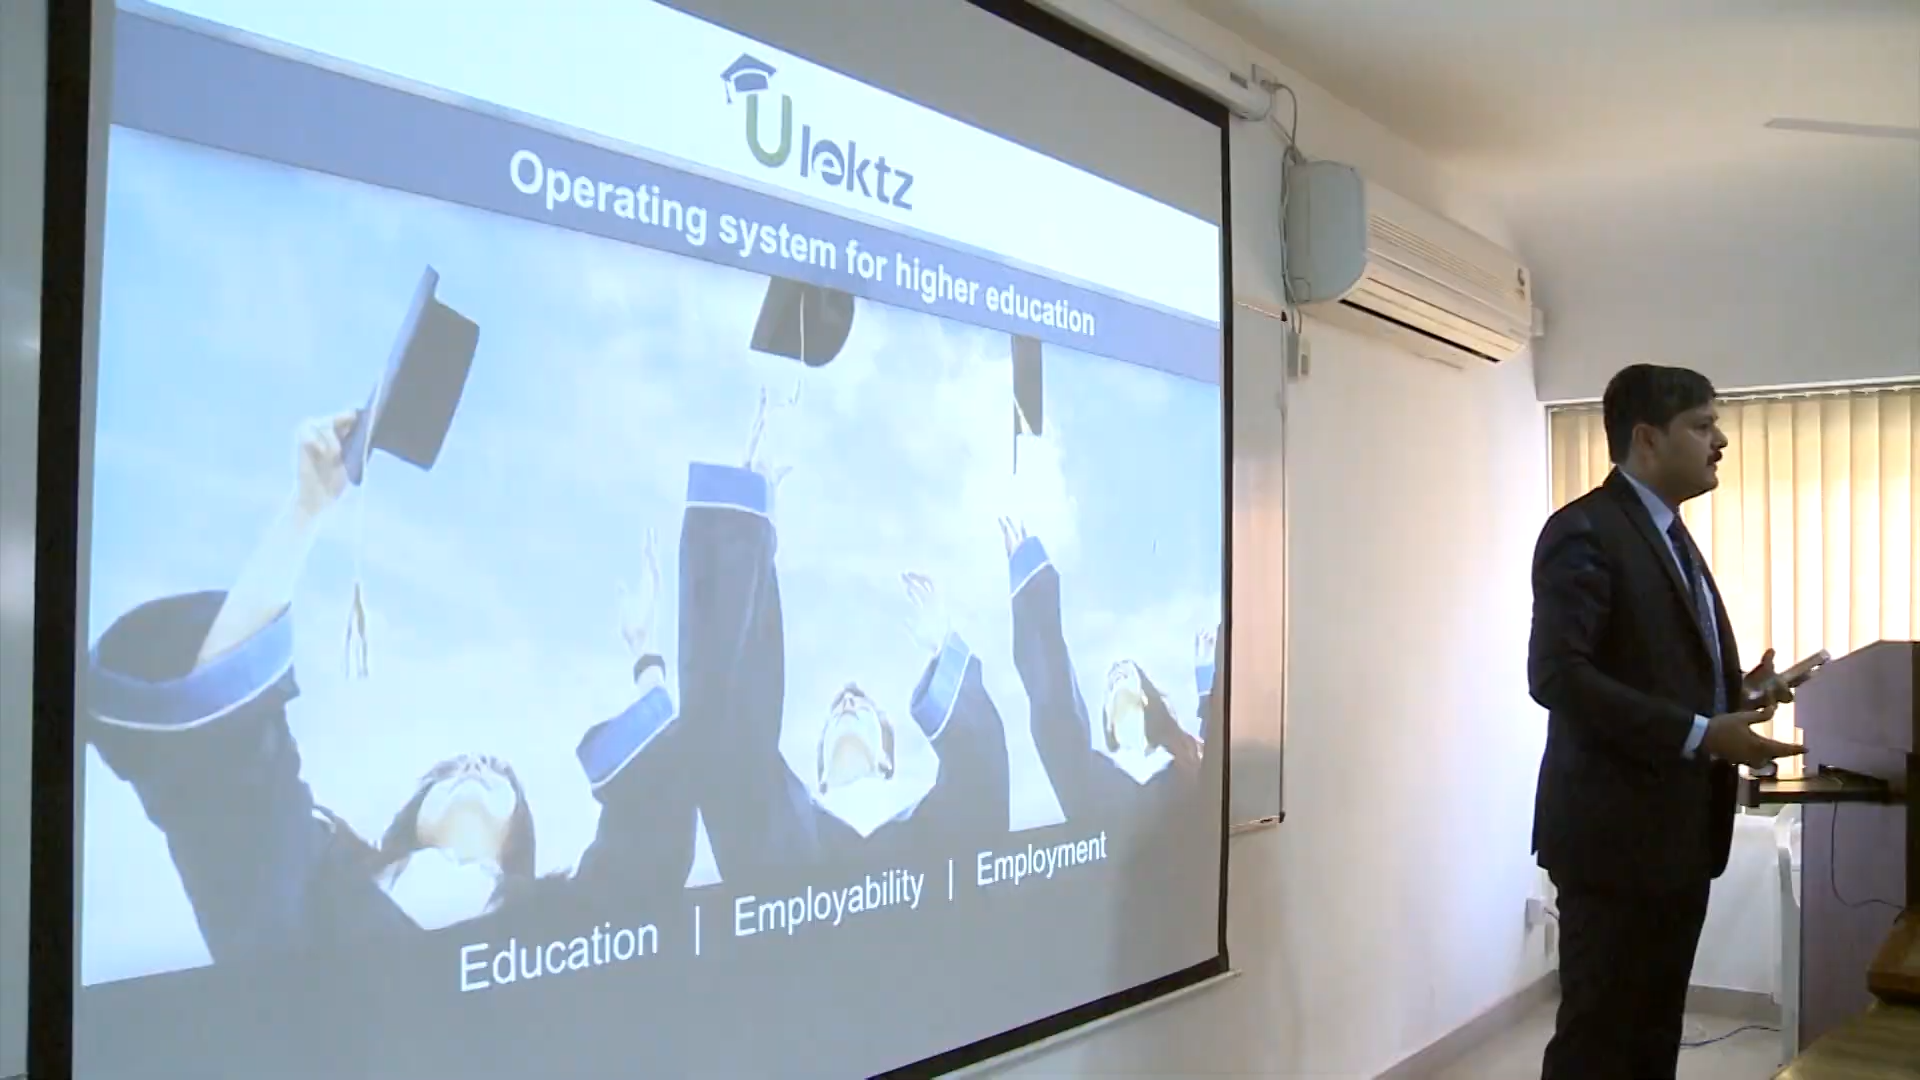 Ulektz
Operating system for higher education
Education | Employability | Employment